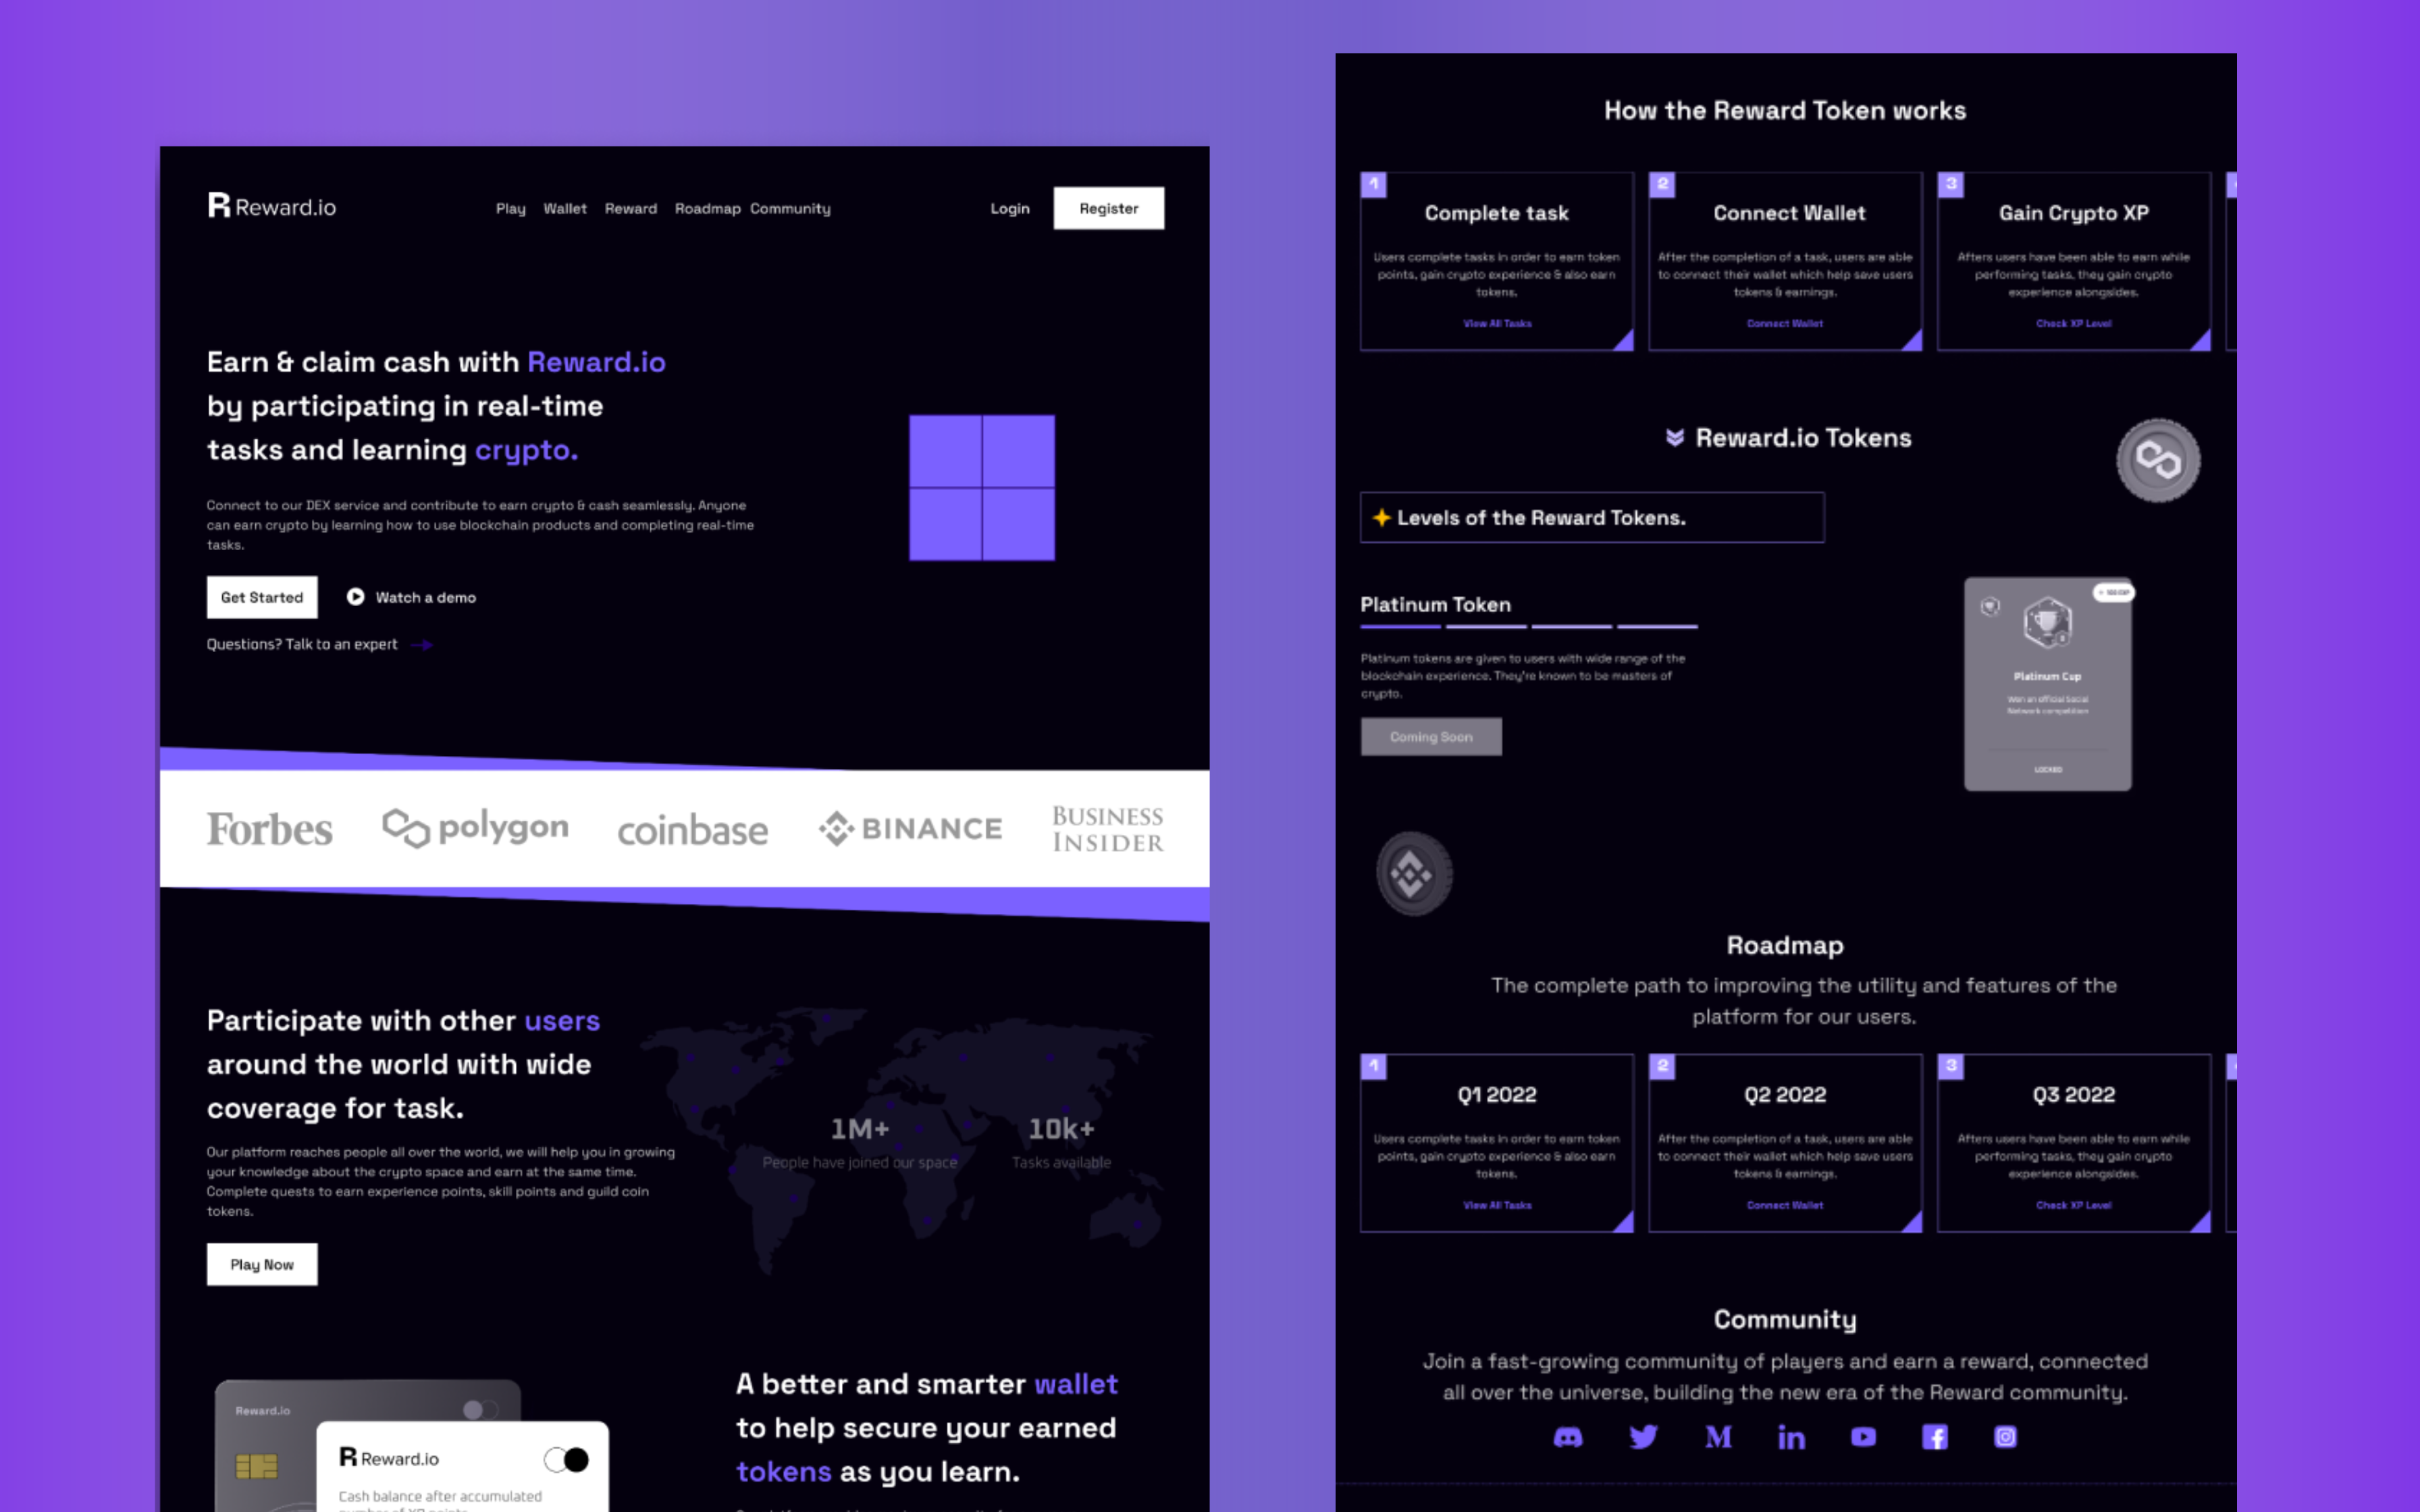 R Reward.io
Play Wallet Reward Roadmap Community
Login
Register
Earn & claim cash with Reward.io
by participating in real-time
tasks and learning crypto.
Connect to our DEX service and contribute to earn crypto & cash seamlessly. Anyone
can earn crypto by learning how to use blockchain products and completing real-time
tasks.
Get Started
Watch a demo
Questions? Talk to an expert
Forbes
polygon
coinbase
BINANCE
BUSINESS
INSIDER
Participate with other users
around the world with wide
coverage for task.
Our platform reaches people all over the world, we will help you in growing
your knowledge about the crypto space and earn at the same time.
Complete quests to earn experience points, skill points and guild coin
tokens.
Play Now
1M+
People have joined our space
10k+
Tasks available
Reward.io
R Reward.io
Cash balance after accumulated
number of XP points
A better and smarter wallet
to help secure your earned
tokens as you learn.
How the Reward Token works
1
Complete task
Users complete tasks in order to earn token
points, gain crypto experience & also earn
tokens.
View All Tasks
2
Connect Wallet
After the completion of a task, users are able
to connect their wallet which help save users
tokens & earnings.
Connect Wallet
3
Gain Crypto XP
Afters users have been able to earn while
performing tasks, they gain crypto
experience alongsides.
Check XP Level
Reward.io Tokens
Levels of the Reward Tokens.
Platinum Token
Platinum tokens are given to users with wide range of the
blockchain experience. They're known to be masters of
crypto.
Coming Soon
Platinum Cup
Won an official Social
Network competition
LOCKED
Roadmap
The complete path to improving the utility and features of the
platform for our users.
1
Q1 2022
Users complete tasks in order to earn token
points, gain crypto experience & also earn
tokens.
View All Tasks
2
Q2 2022
After the completion of a task, users are able
to connect their wallet which help save users
tokens & earnings.
Connect Wallet
3
Q3 2022
Afters users have been able to earn while
performing tasks, they gain crypto
experience alongsides.
Check XP Level
Community
Join a fast-growing community of players and earn a reward, connected
all over the universe, building the new era of the Reward community.